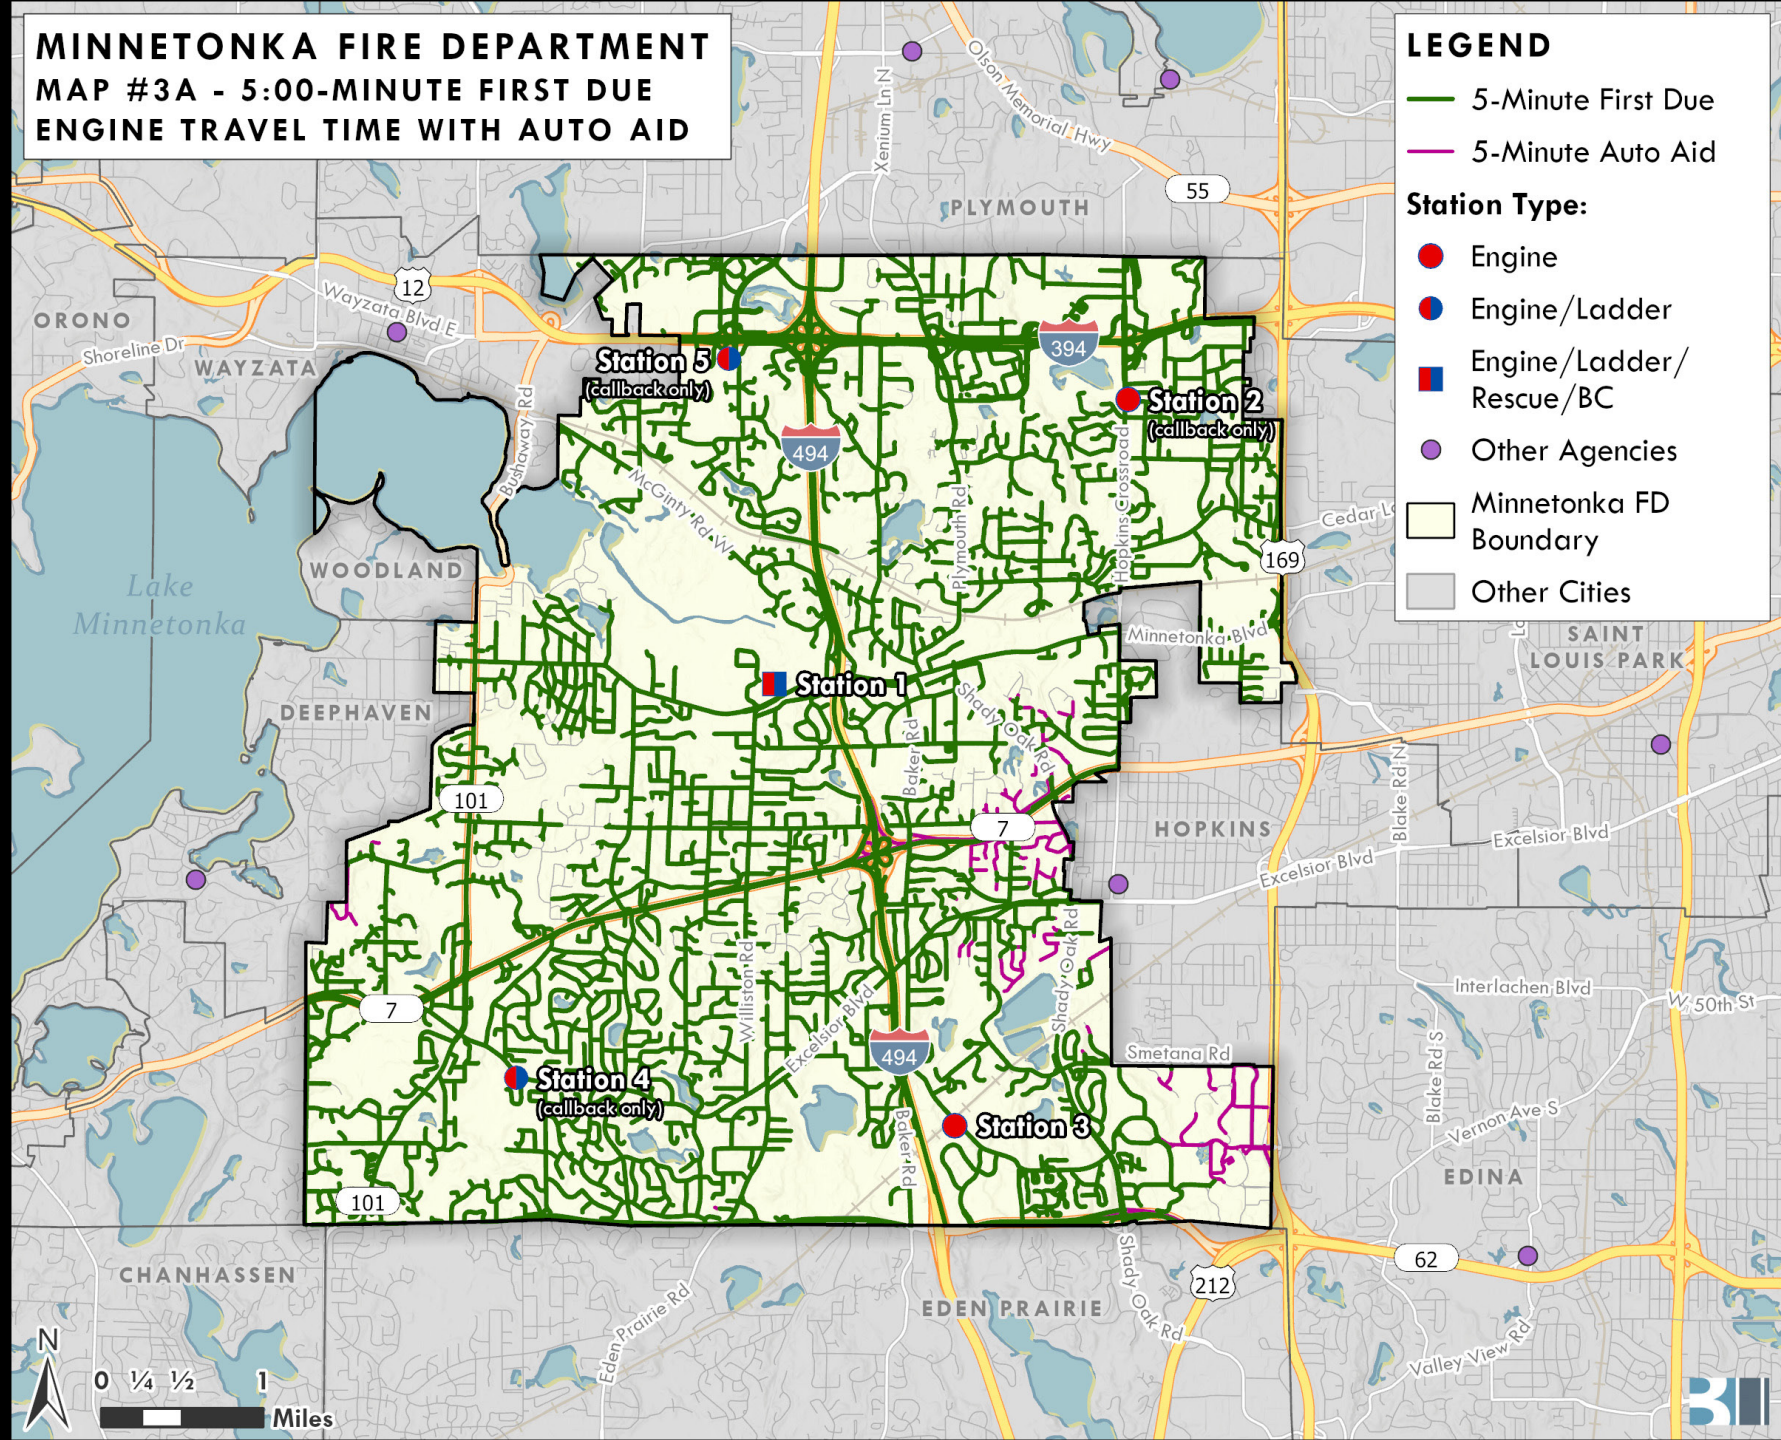 MINNETONKA FIRE DEPARTMENT
MAP #3A - 5:00-MINUTE FIRST DUE
ENGINE TRAVEL TIME WITH AUTO AID
LEGEND
5-Minute First Due
5-Minute Auto Aid
Station Type:
Engine
Engine/Ladder
Engine/Ladder/
Rescue/BC
Other Agencies
Minnetonka FD
Boundary
Other Cities
Xenium Ln N
Olson Memorial Hwy
55
PLYMOUTH
12
Wayzata Blvd E
ORONO
Shoreline Dr
WAYZATA
394
Station 5
(callback only)
Station 2
(callback only)
494
Bushaway Rd
McGinty Rd W
Plymouth Rd
Hopkins Crossroad
Cedar L
169
WOODLAND
Lake
Minnetonka
Minnetonka Blvd
SAINT
LOUIS PARK
Station 1
Shady Oak Rd
DEEPHAVEN
Baker Rd
Blake Rd N
101
7
HOPKINS
Excelsior Blvd
Excelsior Blvd
Shady Oak Rd
Williston Rd
Excelsior Blvd
7
Interlachen Blvd
W 50th St
494
Smetana Rd
Blake Rd S
Station 4
(callback only)
Station 3
Vernon Ave S
Baker Rd
EDINA
101
62
CHANHASSEN
212
Shady Oak Rd
EDEN PRAIRIE
Eden Prairie Rd
Valley View Rd
N
0 ¼ ½ 1
Miles